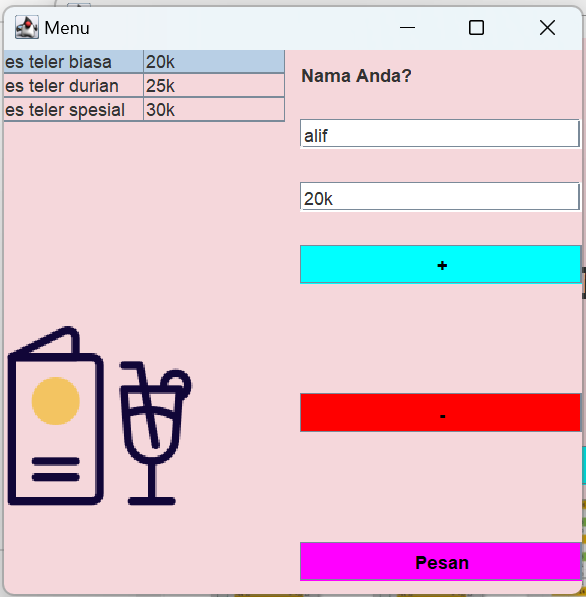 Menu
es teler biasa 20k
es teler durian 25k
es teler spesial 30k
Nama Anda?
alif
20k
+
-
Pesan